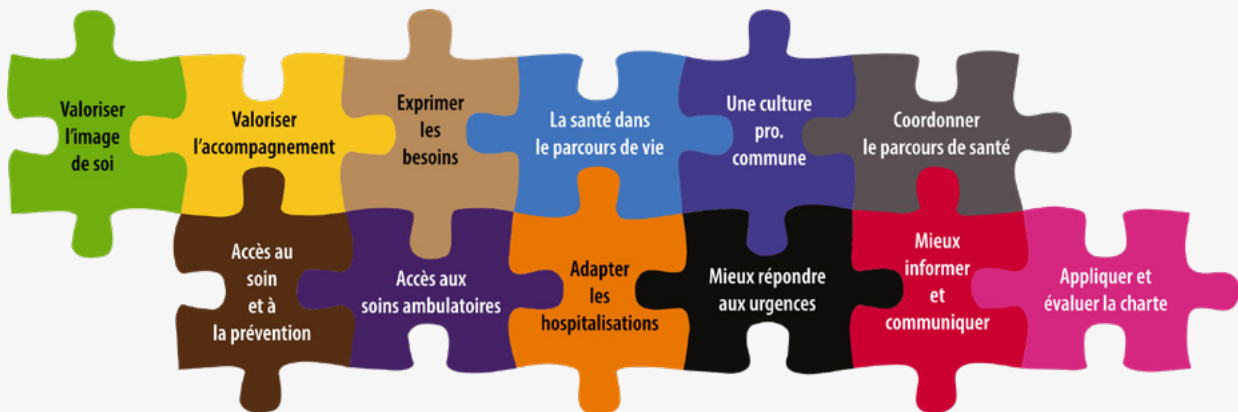 Valoriser
l'image
de soi
Valoriser
l'accompagnement
Exprimer
les
besoins
La santé dans
le parcours de vie
Une culture
pro.
commune
Coordonner
le parcours de santé
Accès au
soin
et à
la prévention
Accès aux
soins ambulatoires
Adapter
les
hospitalisations
Mieux répondre
aux urgences
Mieux
informer
et
communiquer
Appliquer et
évaluer la charte